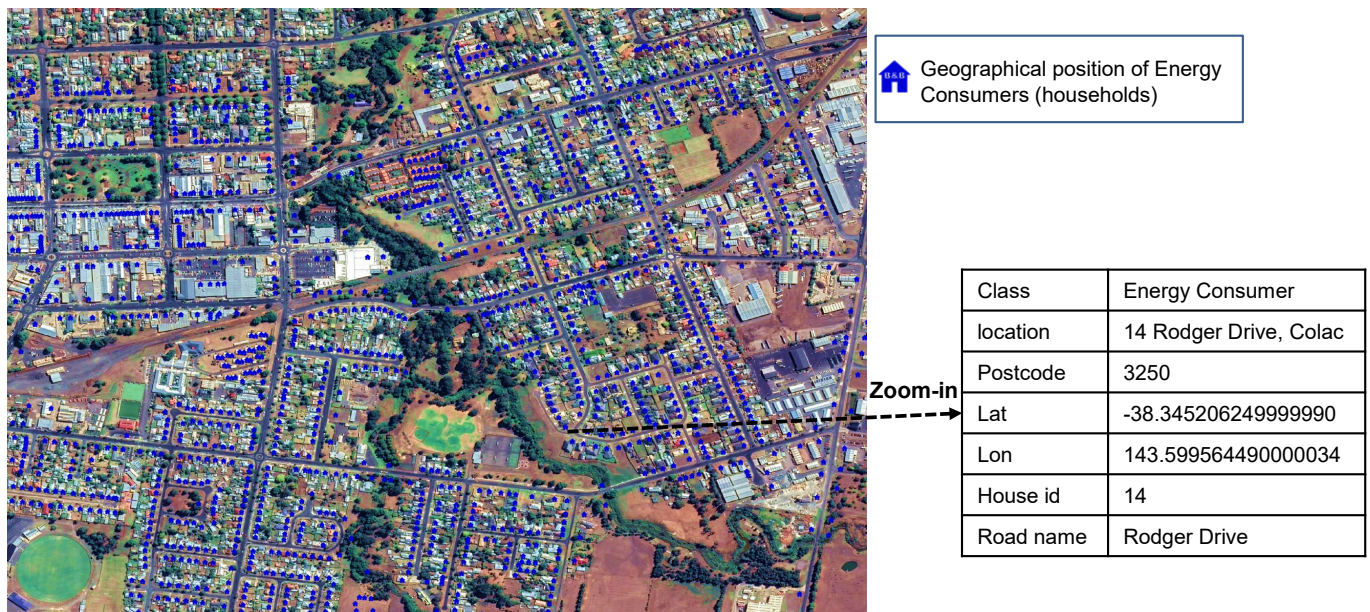 B&B
Geographical position of Energy
Consumers (households)
Zoom-in
Class Energy Consumer
location 14 Rodger Drive, Colac
Postcode 3250
Lat -38.345206249999990
Lon 143.599564490000034
House id 14
Road name Rodger Drive